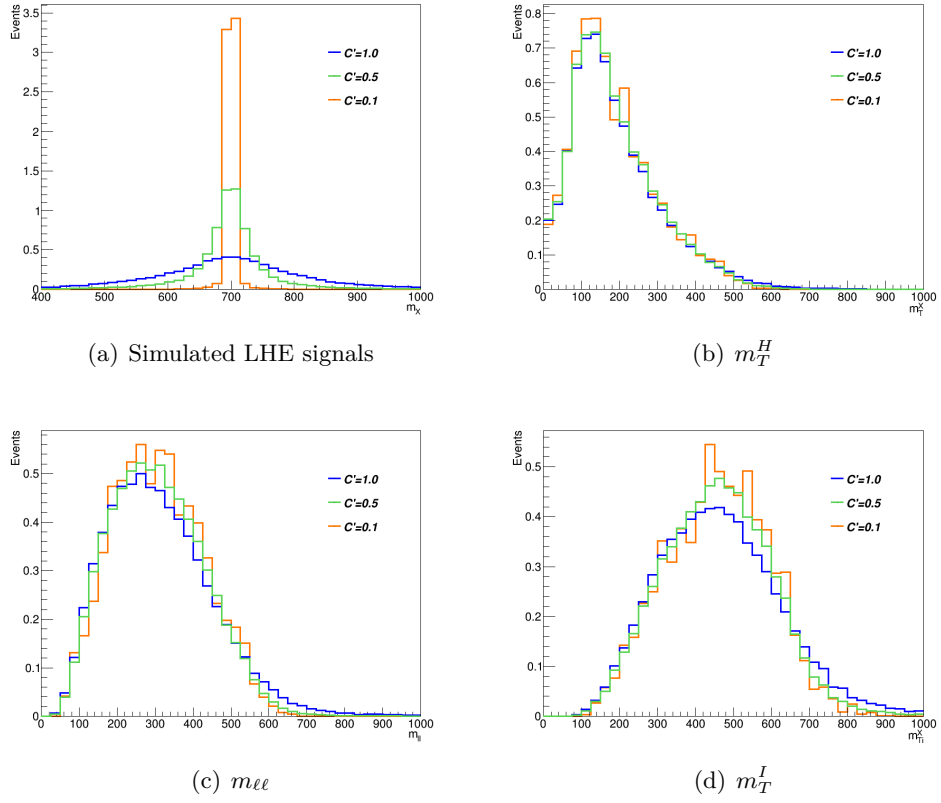 Events
3.5
3
2.5
2
1.5
1
0.5
0
C'=1.0
C'=0.5
C'=0.1
400 500 600 700 800 900 1000
m_X
(a) Simulated LHE signals
Events
0.8
0.7
0.6
0.5
0.4
0.3
0.2
0.1
0
C'=1.0
C'=0.5
C'=0.1
0 100 200 300 400 500 600 700 800 900 1000
m_T^X
(b) m_T^H
Events
0.5
0.4
0.3
0.2
0.1
0
C'=1.0
C'=0.5
C'=0.1
100 200 300 400 500 600 700 800 900 1000
m_ll
(c) m_ℓℓ
Events
0.5
0.4
0.3
0.2
0.1
0
C'=1.0
C'=0.5
C'=0.1
0 100 200 300 400 500 600 700 800 900 1000
m_Ti^X
(d) m_T^I